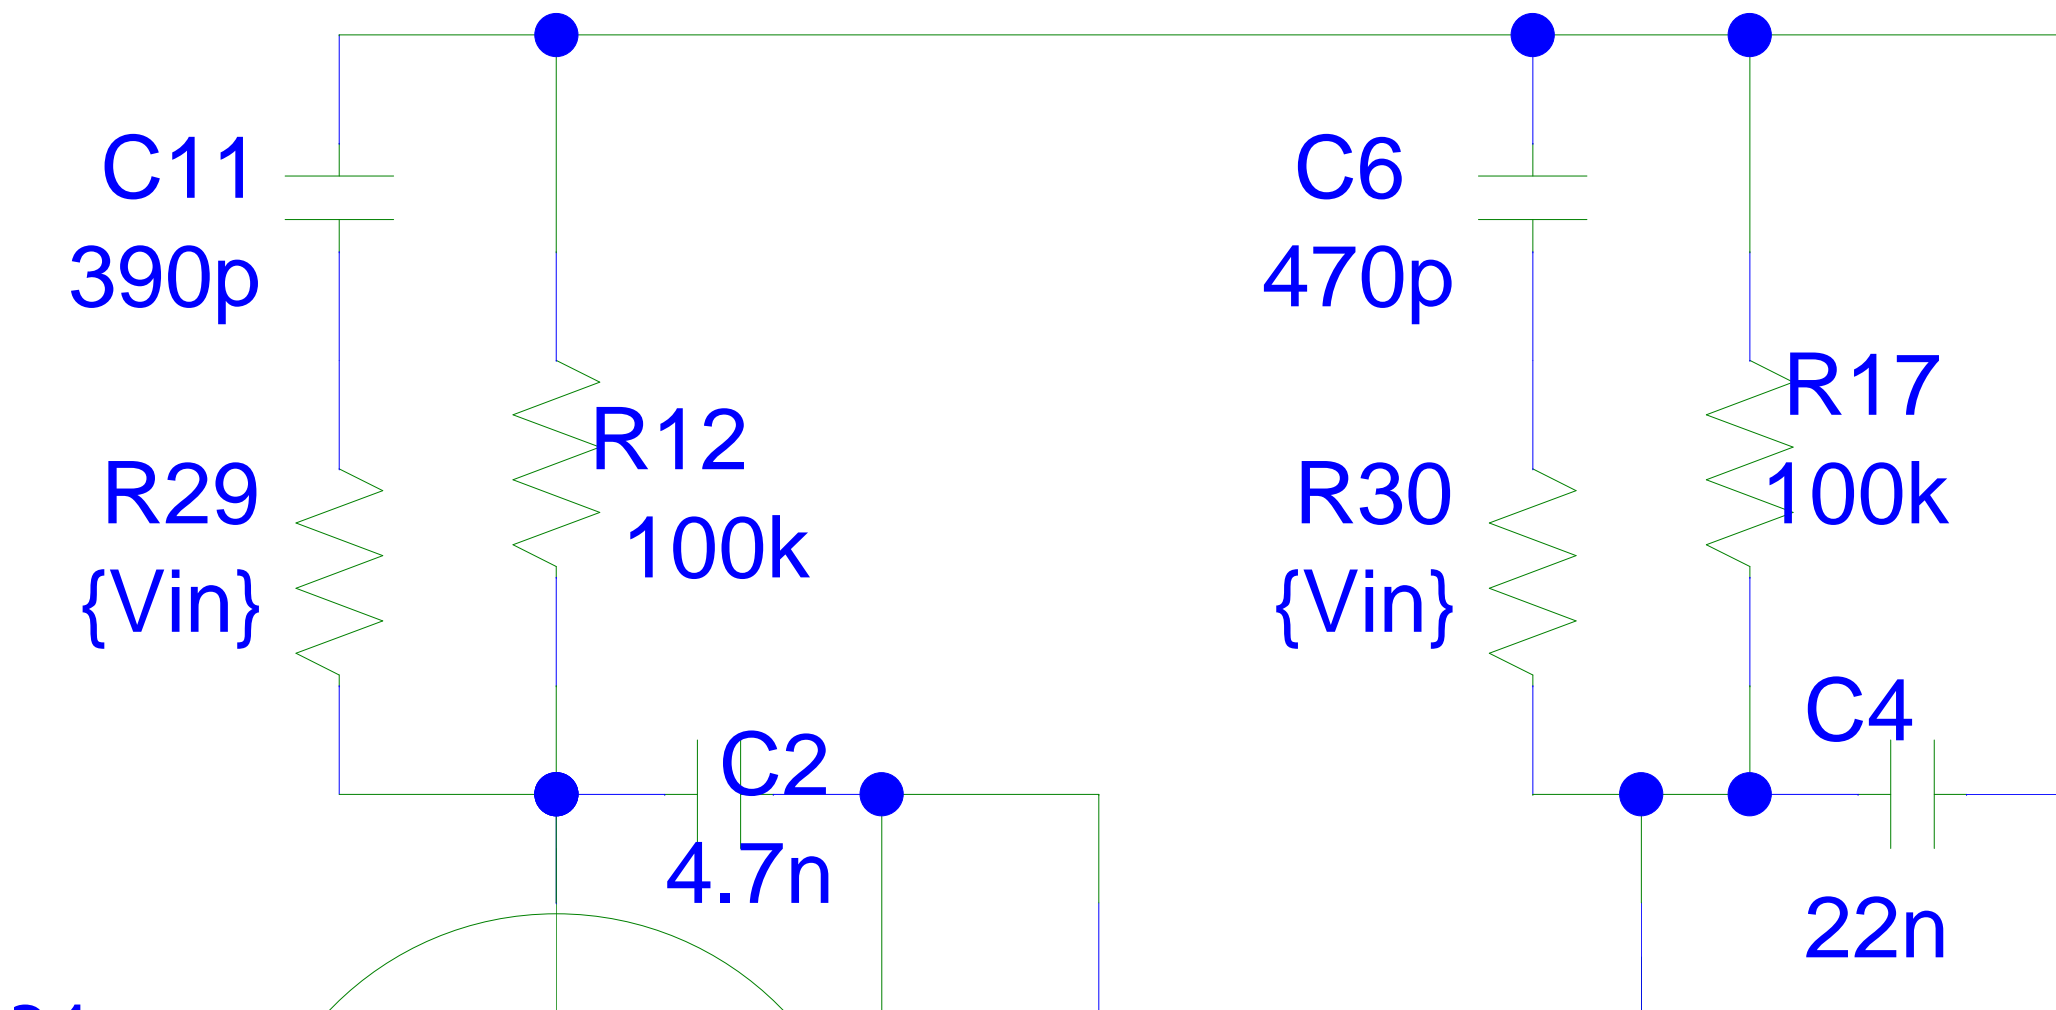 C11
390p
R29
{Vin}
R12
100k
C2
4.7n
C6
470p
R30
{Vin}
R17
100k
C4
22n